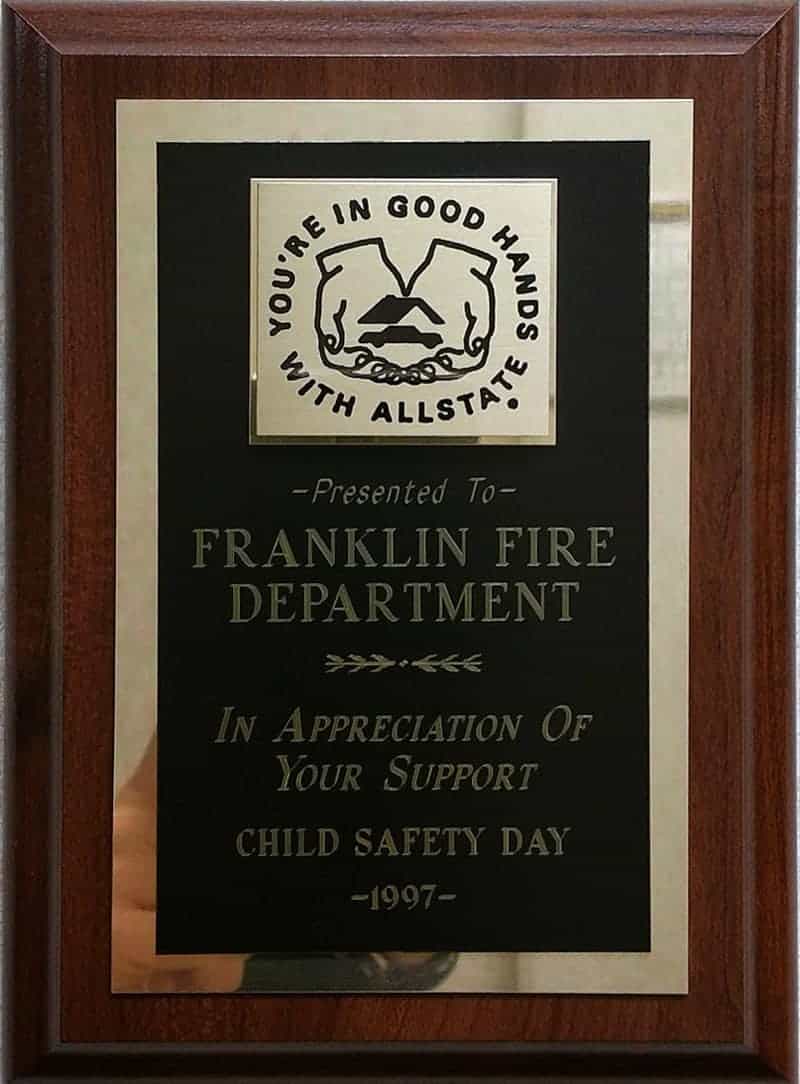 YOU'RE IN GOOD HANDS
WITH ALLSTATE®
-Presented To-
FRANKLIN FIRE
DEPARTMENT
IN APPRECIATION OF
YOUR SUPPORT
CHILD SAFETY DAY
-1997-